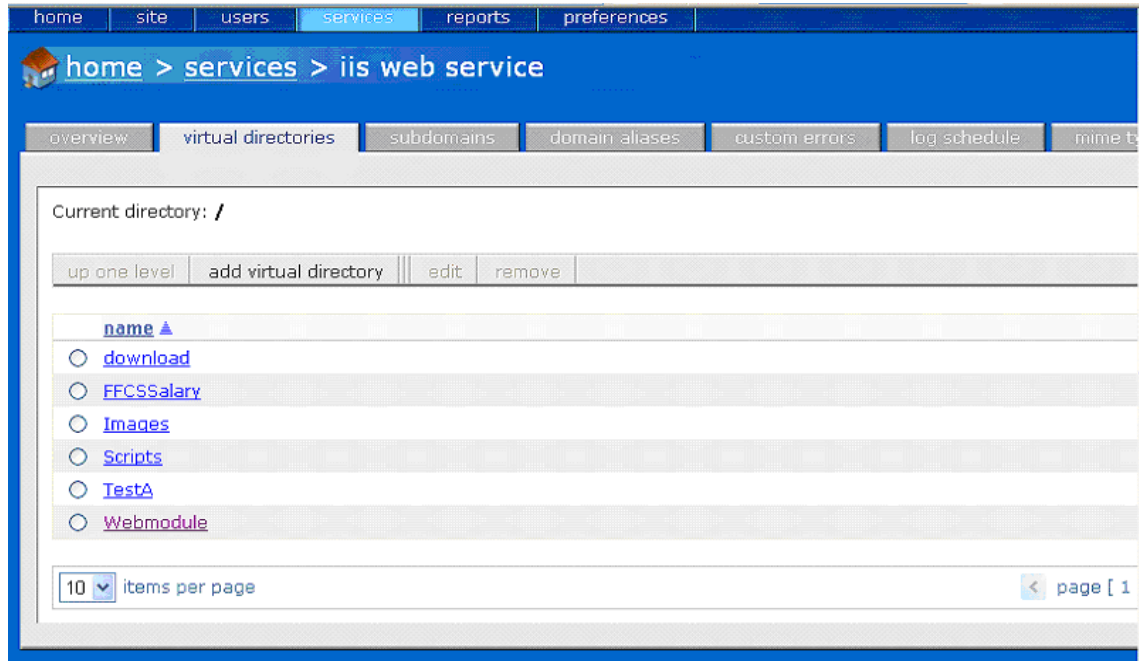 home site users services reports preferences
home > services > iis web service
overview virtual directories subdomains domain aliases custom errors log schedule mime ty
Current directory: /
up one level add virtual directory edit remove
name
download
FFCSSalary
Images
Scripts
TestA
Webmodule
10 items per page < page [ 1